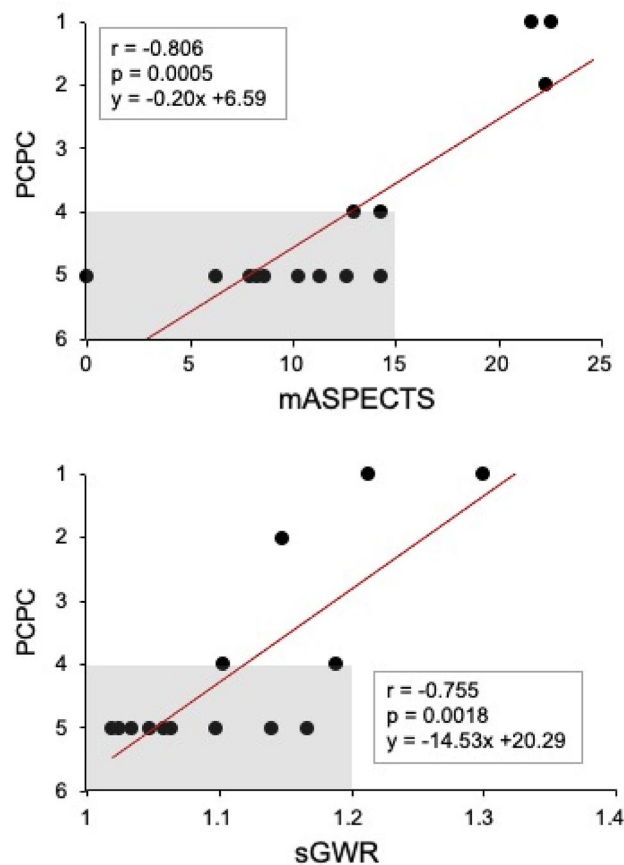 r = -0.806
p = 0.0005
y = -0.20x +6.59
PCPC
1
2
3
4
5
6
0 5 10 15 20 25
mASPECTS
PCPC
1
2
3
4
5
6
r = -0.755
p = 0.0018
y = -14.53x +20.29
1 1.1 1.2 1.3 1.4
sGWR